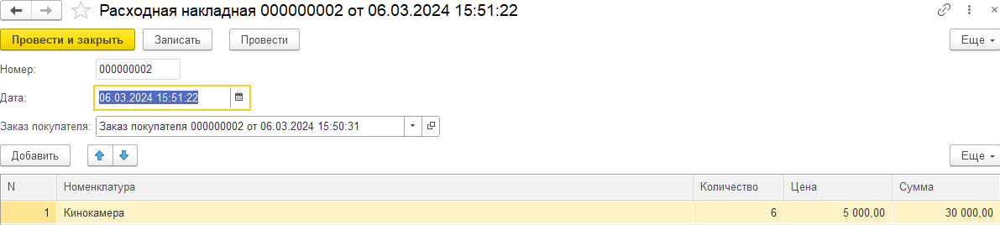 Расходная накладная 000000002 от 06.03.2024 15:51:22
Провести и закрыть Записать Провести Еще
Номер: 000000002
Дата: 06.03.2024 15:51:22
Заказ покупателя: Заказ покупателя 000000002 от 06.03.2024 15:50:31
Добавить Еще
N Номенклатура Количество Цена Сумма
1 Кинокамера 6 5 000,00 30 000,00